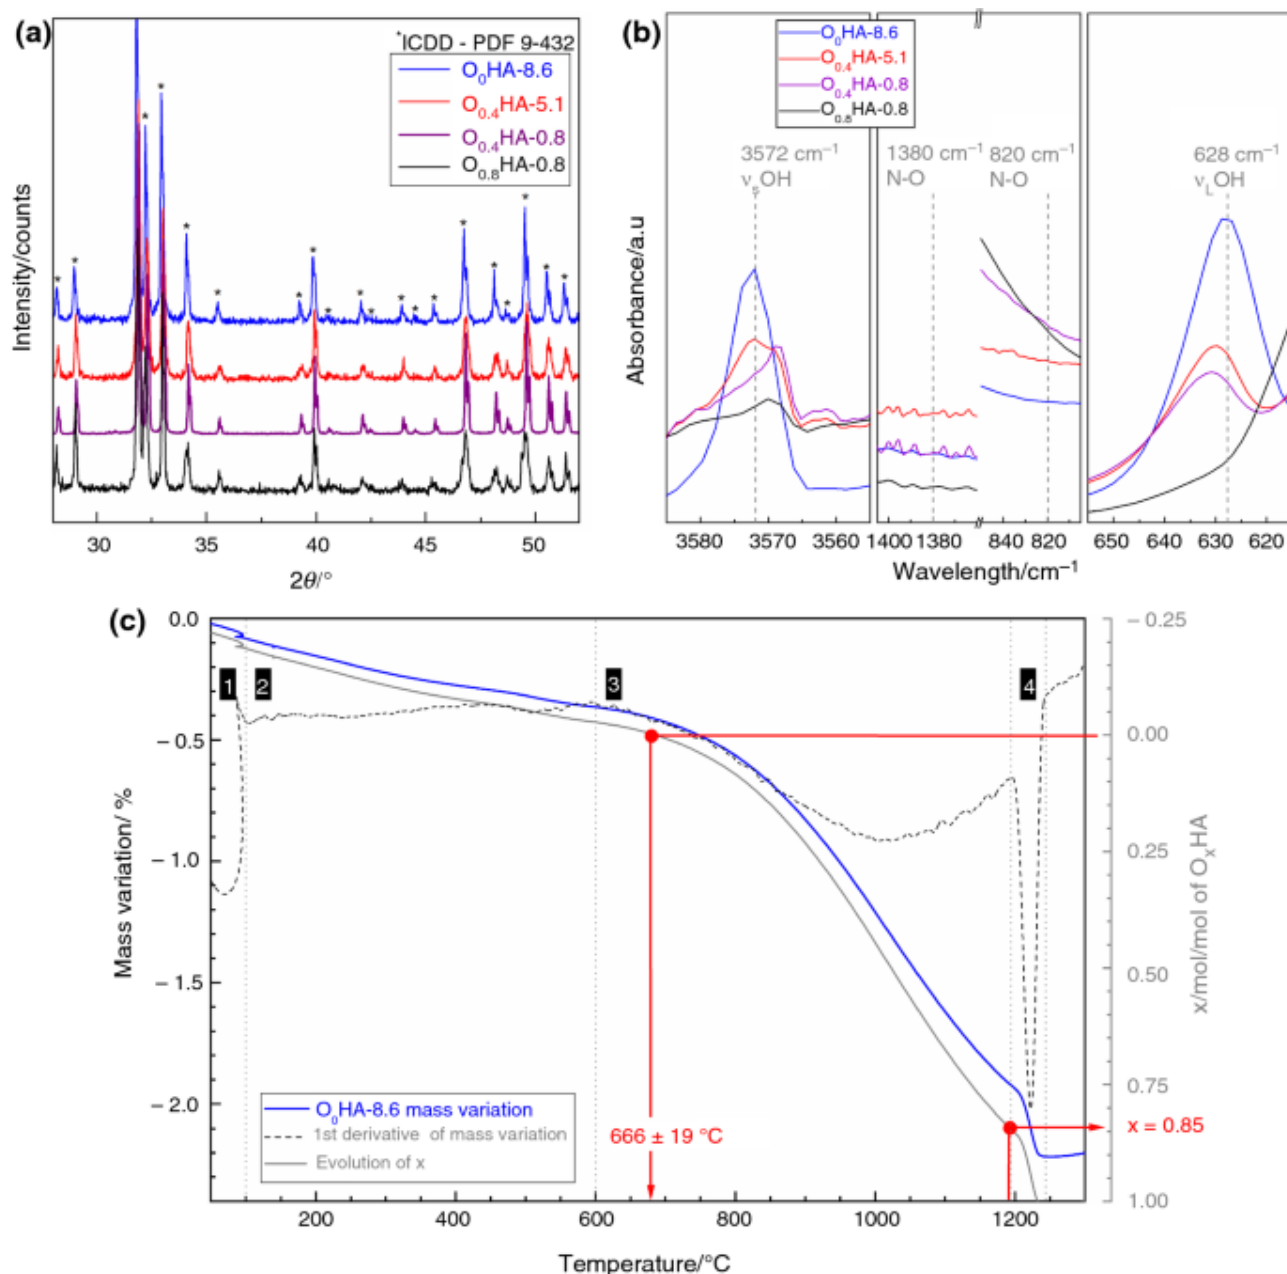 (a)
*ICDD - PDF 9-432
O₀HA-8.6
O₀.₄HA-5.1
O₀.₄HA-0.8
O₀.₈HA-0.8
* * * * * * * * * * * * * * * * * *
Intensity/counts
30 35 40 45 50
2θ/°
(b)
O₀HA-8.6
O₀.₄HA-5.1
O₀.₄HA-0.8
O₀.₈HA-0.8
3572 cm⁻¹
νₛOH
1380 cm⁻¹
N-O
820 cm⁻¹
N-O
628 cm⁻¹
ν_LOH
Absorbance/a.u
3580 3570 3560 1400 1380 840 820 650 640 630 620
Wavelength/cm⁻¹
(c)
0.0
−0.5
−1.0
−1.5
−2.0
Mass variation/ %
1 2 3 4
−0.25
0.00
0.25
0.50
0.75
x = 0.85
1.00
x/mol/mol of OₓHA
O₀HA-8.6 mass variation
1st derivative of mass variation
Evolution of x
666 ± 19 °C
200 400 600 800 1000 1200
Temperature/°C